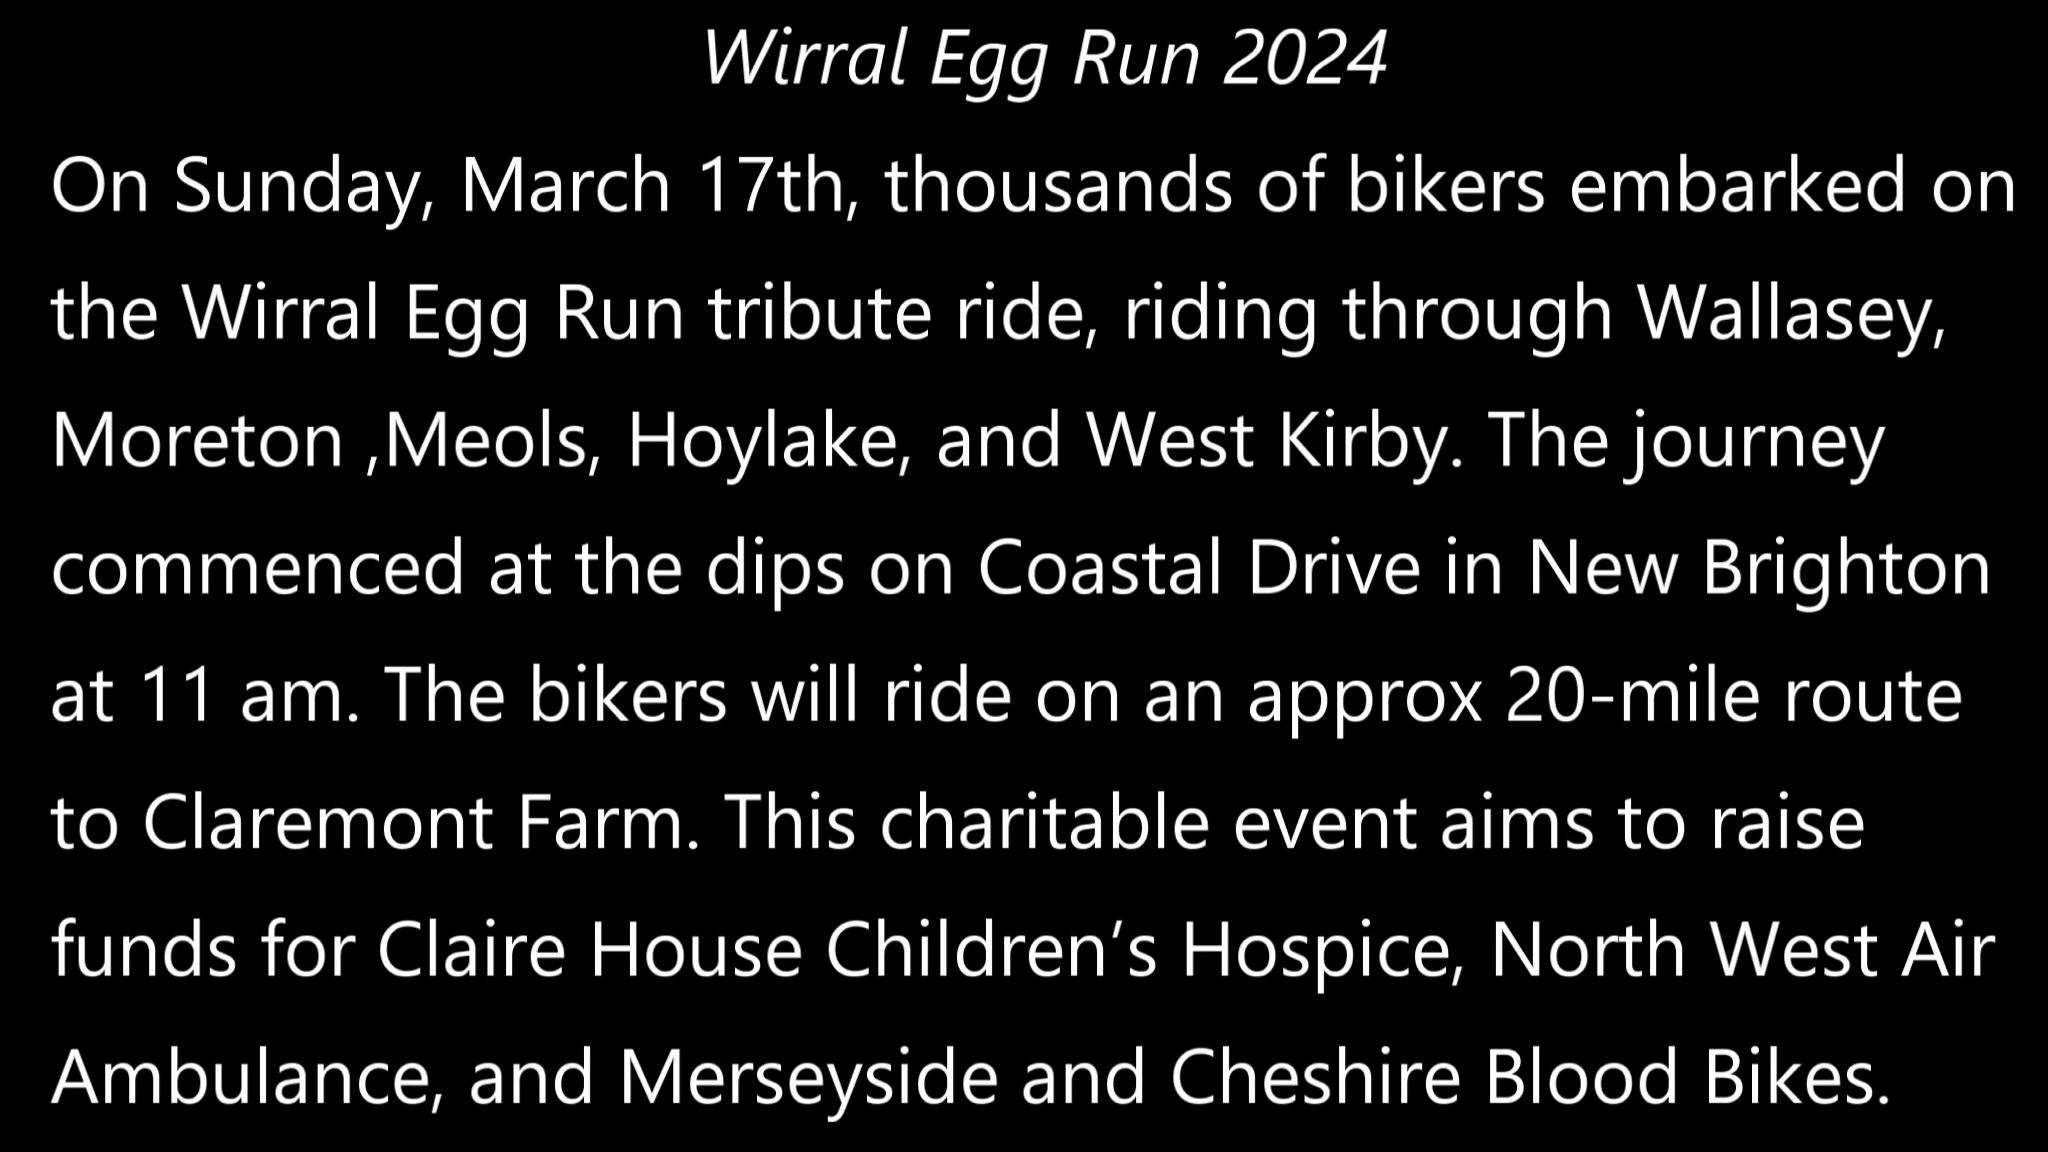 Wirral Egg Run 2024
On Sunday, March 17th, thousands of bikers embarked on
the Wirral Egg Run tribute ride, riding through Wallasey,
Moreton ,Meols, Hoylake, and West Kirby. The journey
commenced at the dips on Coastal Drive in New Brighton
at 11 am. The bikers will ride on an approx 20-mile route
to Claremont Farm. This charitable event aims to raise
funds for Claire House Children’s Hospice, North West Air
Ambulance, and Merseyside and Cheshire Blood Bikes.